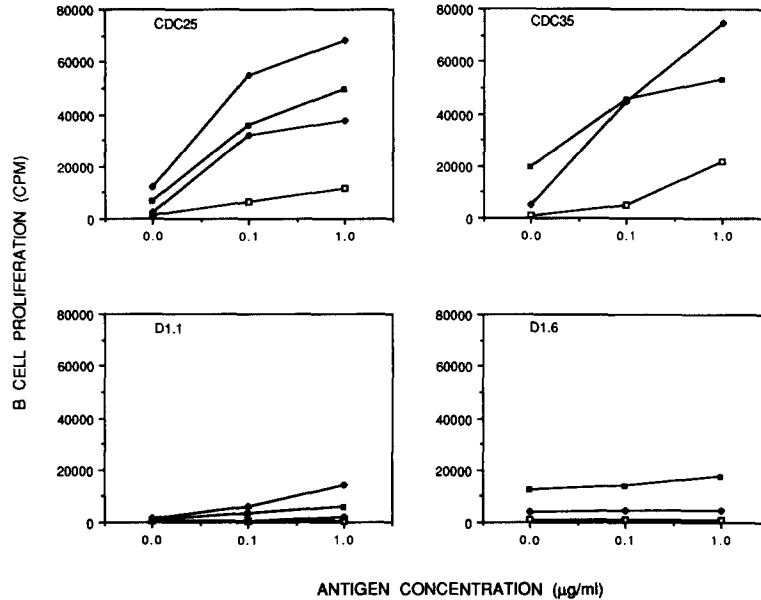 CDC25
80000
60000
40000
20000
0
0.0 0.1 1.0
CDC35
80000
60000
40000
20000
0
0.0 0.1 1.0
B CELL PROLIFERATION (CPM)
D1.1
80000
60000
40000
20000
0
0.0 0.1 1.0
D1.6
80000
60000
40000
20000
0
0.0 0.1 1.0
ANTIGEN CONCENTRATION (µg/ml)